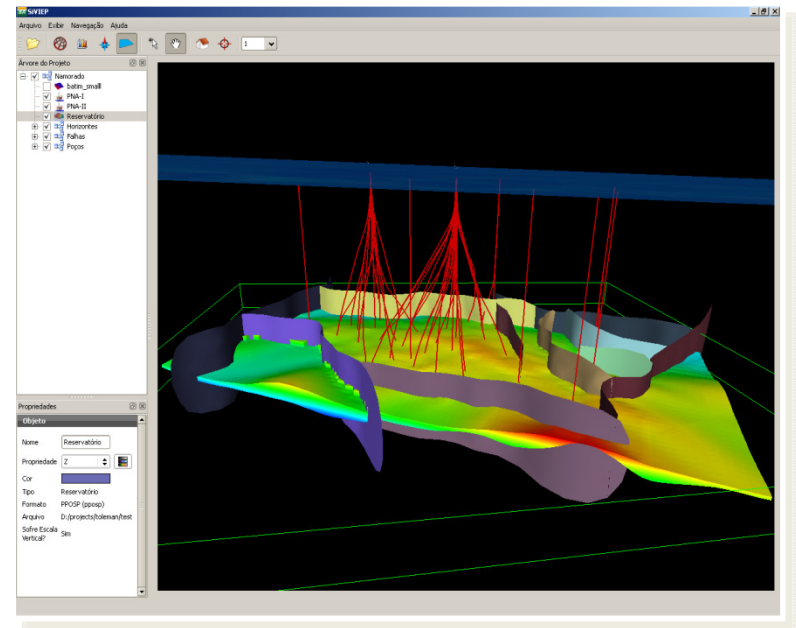 SiVIEP
Arquivo Exibir Navegação Ajuda
1
Árvore do Projeto
Namorado
batim_small
PNA-I
PNA-II
Reservatório
Horizontes
Falhas
Poços
Propriedades
Objeto
Nome Reservatório
Propriedade Z
Cor
Tipo Reservatório
Formato PPOSP (pposp)
Arquivo D:/projects/toleman/test
Sofre Escala
Vertical? Sim